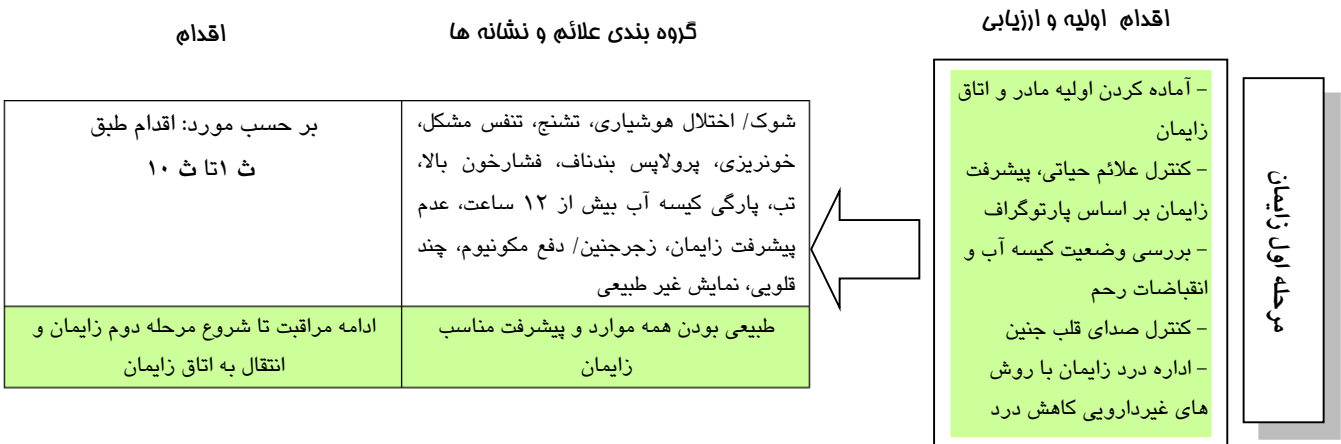 اقدام اولیه و ارزیابی
گروه بندی علائم و نشانه ها
اقدام
مرحله اول زایمان
- آماده کردن اولیه مادر و اتاق
زایمان
- کنترل علائم حیاتی، پیشرفت
زایمان بر اساس پارتوگراف
- بررسی وضعیت کیسه آب و
انقباضات رحم
- کنترل صدای قلب جنین
- اداره درد زایمان با روش
های غیردارویی کاهش درد
شوک/ اختلال هوشیاری، تشنج، تنفس مشکل،
خونریزی، پرولاپس بندناف، فشارخون بالا،
تب، پارگی کیسه آب بیش از ۱۲ ساعت، عدم
پیشرفت زایمان، زجرجنین/ دفع مکونیوم، چند
قلویی، نمایش غیر طبیعی
بر حسب مورد: اقدام طبق
ث ۱تا ث ۱۰
طبیعی بودن همه موارد و پیشرفت مناسب
زایمان
ادامه مراقبت تا شروع مرحله دوم زایمان و
انتقال به اتاق زایمان